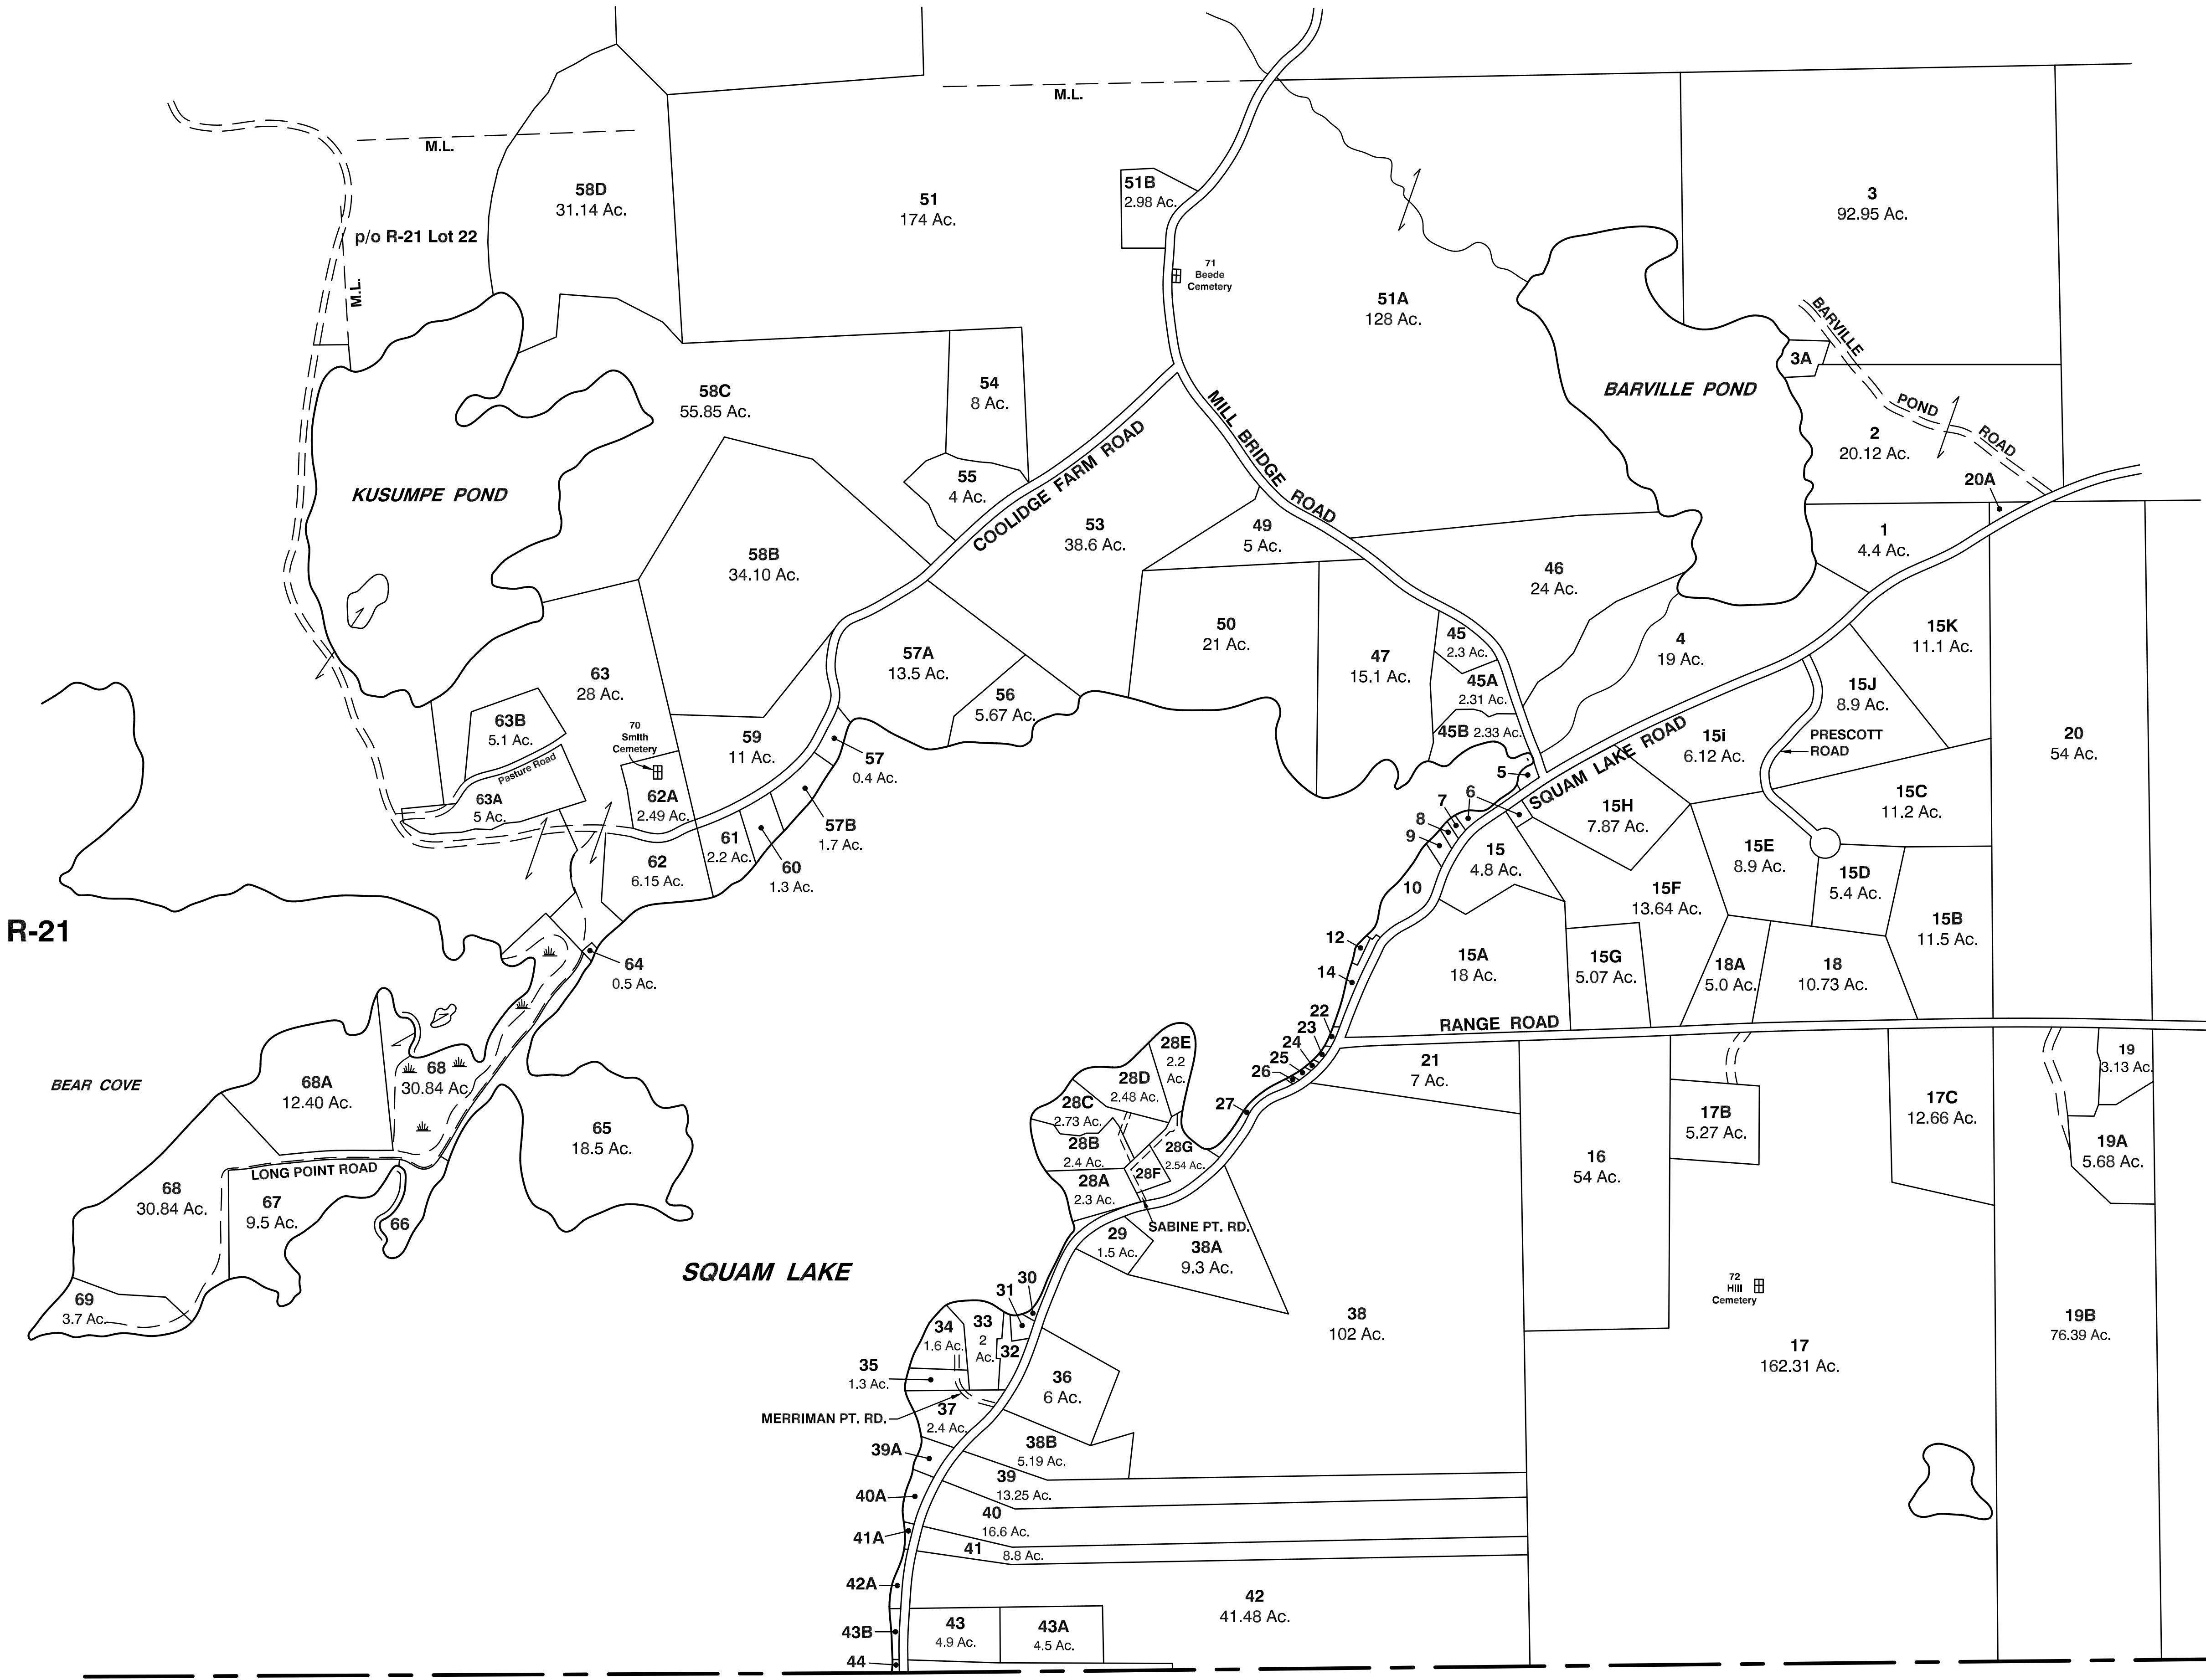 M.L.
M.L.
58D
31.14 Ac.
51
174 Ac.
51B
2.98 Ac.
3
92.95 Ac.
p/o R-21 Lot 22
M.L.
71
Beede
Cemetery
51A
128 Ac.
BARVILLE
POND
ROAD
3A
BARVILLE POND
58C
55.85 Ac.
54
8 Ac.
MILL BRIDGE ROAD
2
20.12 Ac.
20A
KUSUMPE POND
55
4 Ac.
COOLIDGE FARM ROAD
53
38.6 Ac.
49
5 Ac.
1
4.4 Ac.
58B
34.10 Ac.
46
24 Ac.
50
21 Ac.
45
2.3 Ac.
4
19 Ac.
15K
11.1 Ac.
57A
13.5 Ac.
47
15.1 Ac.
63
28 Ac.
56
5.67 Ac.
45A
2.31 Ac.
15J
8.9 Ac.
63B
5.1 Ac.
70
Smith
Cemetery
59
11 Ac.
45B 2.33 Ac.
SQUAM LAKE ROAD
15i
6.12 Ac.
PRESCOTT
ROAD
20
54 Ac.
57
0.4 Ac.
Pasture Road
5
63A
5 Ac.
62A
2.49 Ac.
6
7
8
9
15H
7.87 Ac.
15C
11.2 Ac.
57B
1.7 Ac.
61
2.2 Ac.
60
1.3 Ac.
62
6.15 Ac.
15
4.8 Ac.
15E
8.9 Ac.
15D
5.4 Ac.
10
15F
13.64 Ac.
15B
11.5 Ac.
R-21
12
64
0.5 Ac.
14
15A
18 Ac.
15G
5.07 Ac.
18A
5.0 Ac.
18
10.73 Ac.
22
23
24
25
26
RANGE ROAD
28E
2.2
Ac.
21
7 Ac.
19
3.13 Ac.
BEAR COVE
68A
12.40 Ac.
68
30.84 Ac.
28D
2.48 Ac.
28C
2.73 Ac.
27
17B
5.27 Ac.
17C
12.66 Ac.
65
18.5 Ac.
28B
2.4 Ac.
28G
2.54 Ac.
28F
16
54 Ac.
19A
5.68 Ac.
LONG POINT ROAD
68
30.84 Ac.
67
9.5 Ac.
66
28A
2.3 Ac.
SABINE PT. RD.
29
1.5 Ac.
38A
9.3 Ac.
SQUAM LAKE
30
31
72
Hill
Cemetery
69
3.7 Ac.
34
1.6 Ac.
33
2
Ac.
32
38
102 Ac.
19B
76.39 Ac.
17
162.31 Ac.
35
1.3 Ac.
36
6 Ac.
MERRIMAN PT. RD.
37
2.4 Ac.
39A
38B
5.19 Ac.
39
13.25 Ac.
40A
40
16.6 Ac.
41A
41
8.8 Ac.
42A
42
41.48 Ac.
43B
43
4.9 Ac.
43A
4.5 Ac.
44